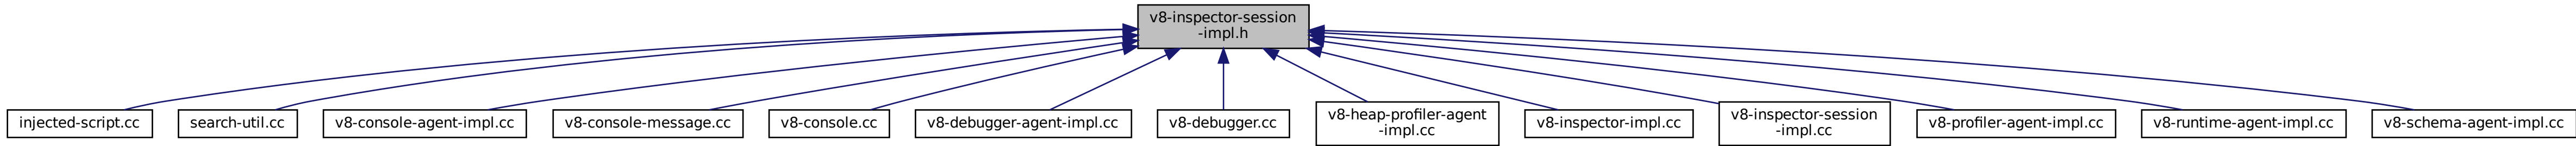 v8-inspector-session
-impl.h
injected-script.cc
search-util.cc
v8-console-agent-impl.cc
v8-console-message.cc
v8-console.cc
v8-debugger-agent-impl.cc
v8-debugger.cc
v8-heap-profiler-agent
-impl.cc
v8-inspector-impl.cc
v8-inspector-session
-impl.cc
v8-profiler-agent-impl.cc
v8-runtime-agent-impl.cc
v8-schema-agent-impl.cc